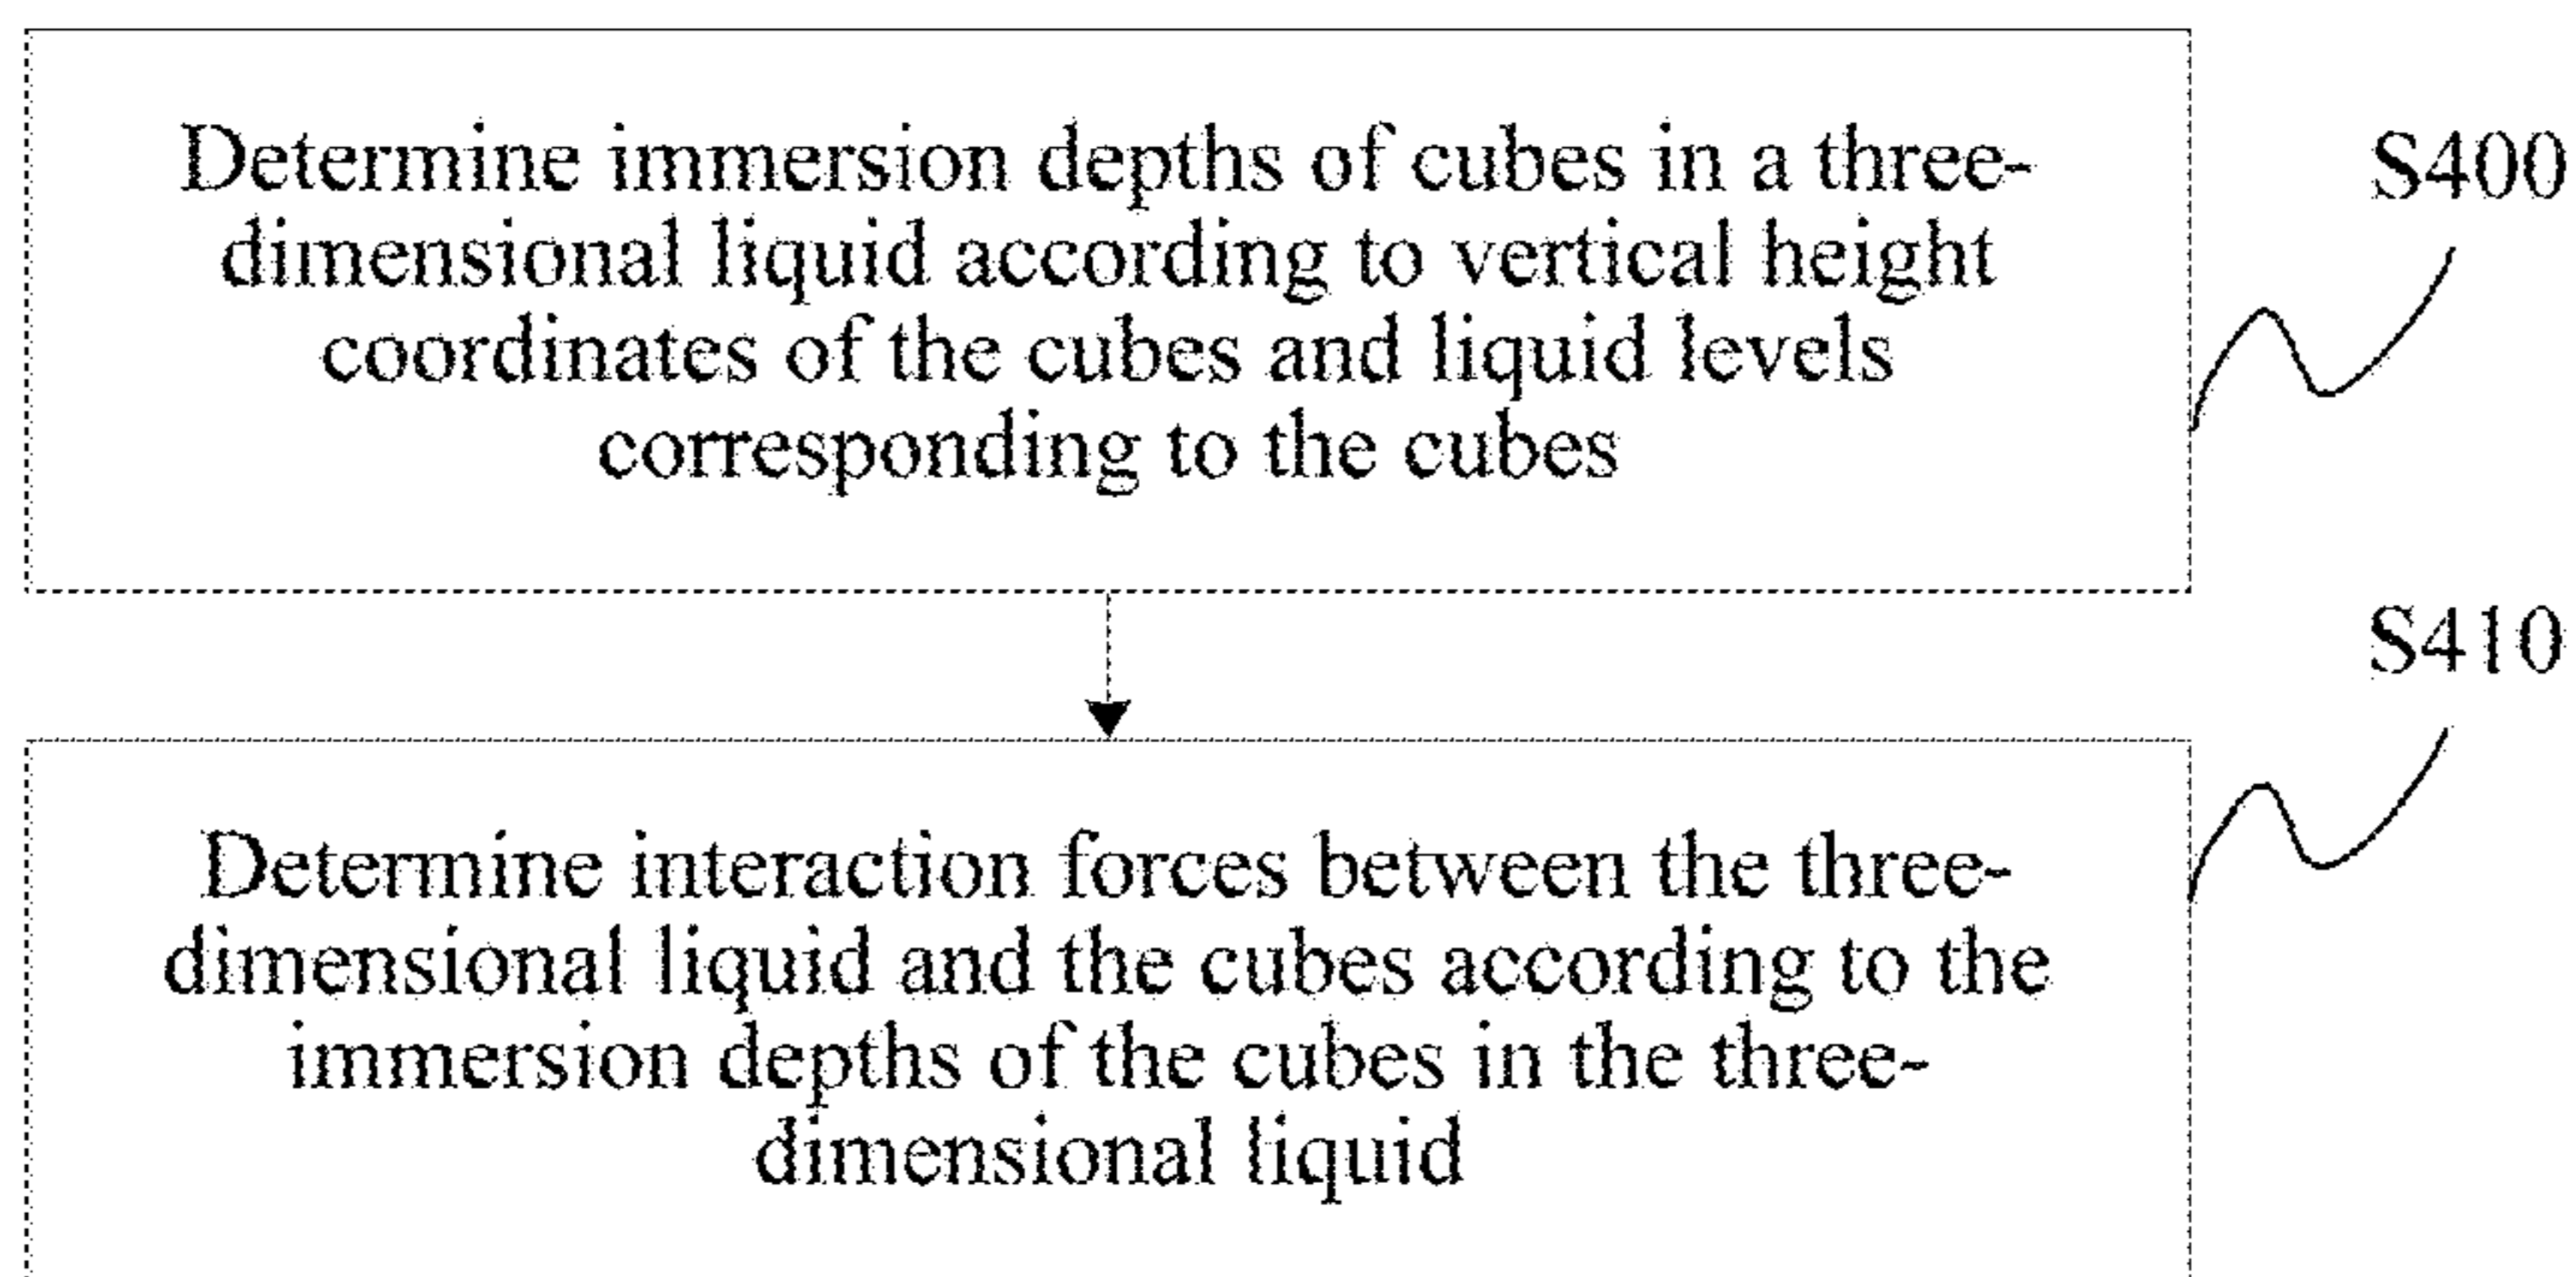 Determine immersion depths of cubes in a three-
dimensional liquid according to vertical height
coordinates of the cubes and liquid levels
corresponding to the cubes
S400
S410
Determine interaction forces between the three-
dimensional liquid and the cubes according to the
immersion depths of the cubes in the three-
dimensional liquid